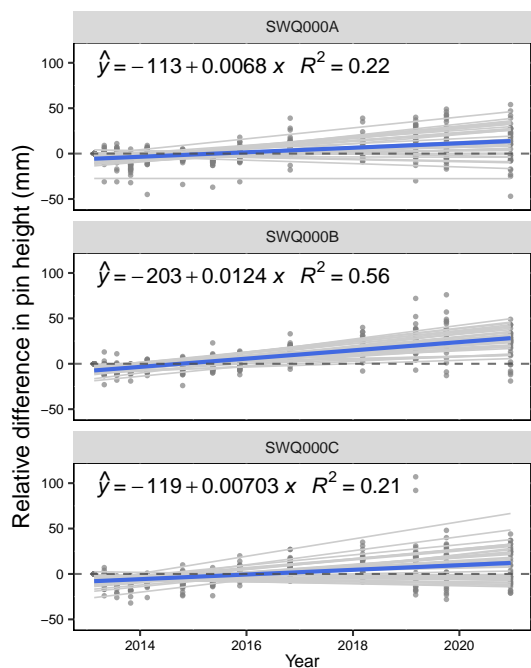 SWQ000A
ŷ = −113 + 0.0068 x R² = 0.22
100
50
0
−50
SWQ000B
ŷ = −203 + 0.0124 x R² = 0.56
100
50
0
−50
SWQ000C
ŷ = −119 + 0.00703 x R² = 0.21
100
50
0
−50
Relative difference in pin height (mm)
2014 2016 2018 2020
Year